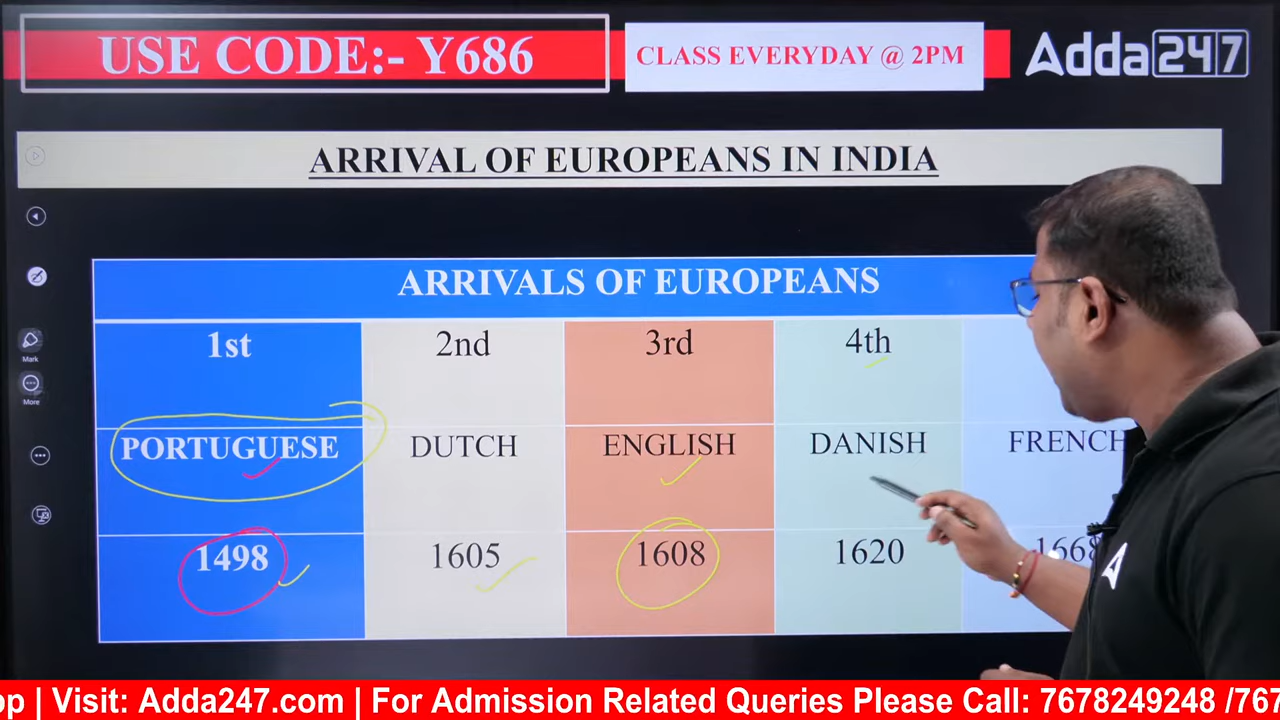 USE CODE:- Y686
CLASS EVERYDAY @ 2PM
Adda247
ARRIVAL OF EUROPEANS IN INDIA
ARRIVALS OF EUROPEANS
1st 2nd 3rd 4th
PORTUGUESE DUTCH ENGLISH DANISH FRENCH
1498 1605 1608 1620 1668
Mark
More
| Visit: Adda247.com | For Admission Related Queries Please Call: 7678249248